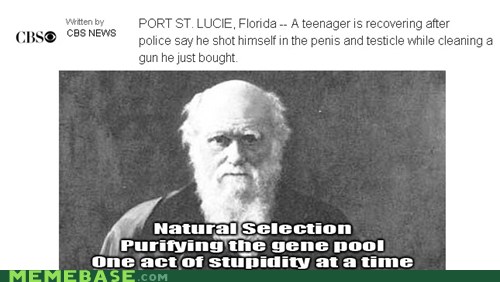 Written by
CBS NEWS
CBS
PORT ST. LUCIE, Florida -- A teenager is recovering after
police say he shot himself in the penis and testicle while cleaning a
gun he just bought.
Natural Selection
Purifying the gene pool
One act of stupidity at a time
MEMEBASE.com